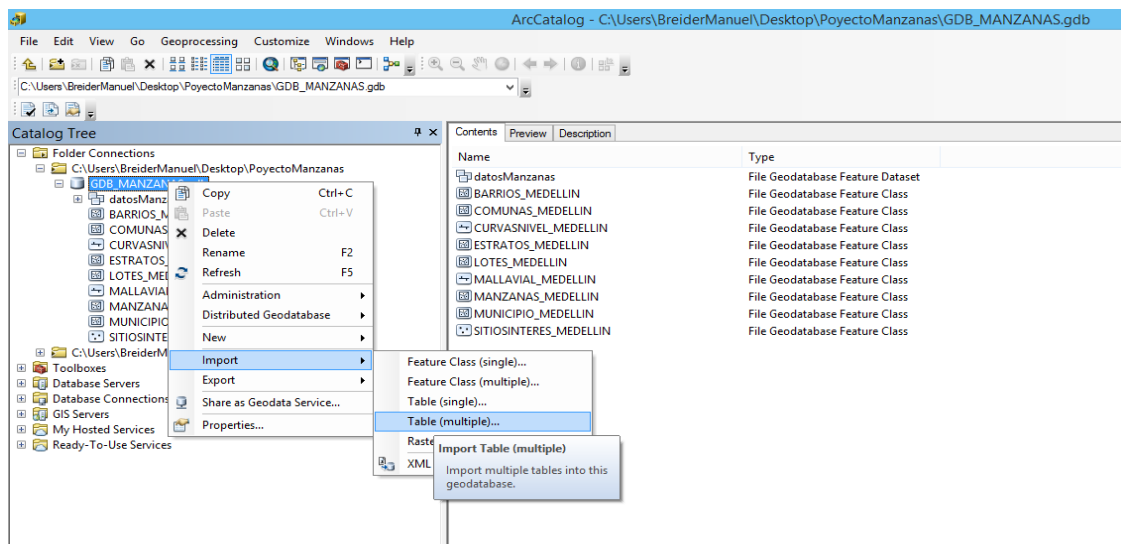 ArcCatalog - C:\Users\BreiderManuel\Desktop\PoyectoManzanas\GDB_MANZANAS.gdb
File Edit View Go Geoprocessing Customize Windows Help
C:\Users\BreiderManuel\Desktop\PoyectoManzanas\GDB_MANZANAS.gdb
Catalog Tree
Folder Connections
C:\Users\BreiderManuel\Desktop\PoyectoManzanas
GDB_MANZAN
datosManz
BARRIOS_M
COMUNAS
CURVASNI
ESTRATOS_
LOTES_MEI
MALLAVIAI
MANZANA
MUNICIPIO
SITIOSINTE
C:\Users\BreiderM
Toolboxes
Database Servers
Database Connections
GIS Servers
My Hosted Services
Ready-To-Use Services
Copy Ctrl+C
Paste Ctrl+V
Delete
Rename F2
Refresh F5
Administration
Distributed Geodatabase
New
Import
Export
Share as Geodata Service...
Properties...
Feature Class (single)...
Feature Class (multiple)...
Table (single)...
Table (multiple)...
Raste
XML
Import Table (multiple)
Import multiple tables into this
geodatabase.
Contents Preview Description
Name Type
datosManzanas File Geodatabase Feature Dataset
BARRIOS_MEDELLIN File Geodatabase Feature Class
COMUNAS_MEDELLIN File Geodatabase Feature Class
CURVASNIVEL_MEDELLIN File Geodatabase Feature Class
ESTRATOS_MEDELLIN File Geodatabase Feature Class
LOTES_MEDELLIN File Geodatabase Feature Class
MALLAVIAL_MEDELLIN File Geodatabase Feature Class
MANZANAS_MEDELLIN File Geodatabase Feature Class
MUNICIPIO_MEDELLIN File Geodatabase Feature Class
SITIOSINTERES_MEDELLIN File Geodatabase Feature Class